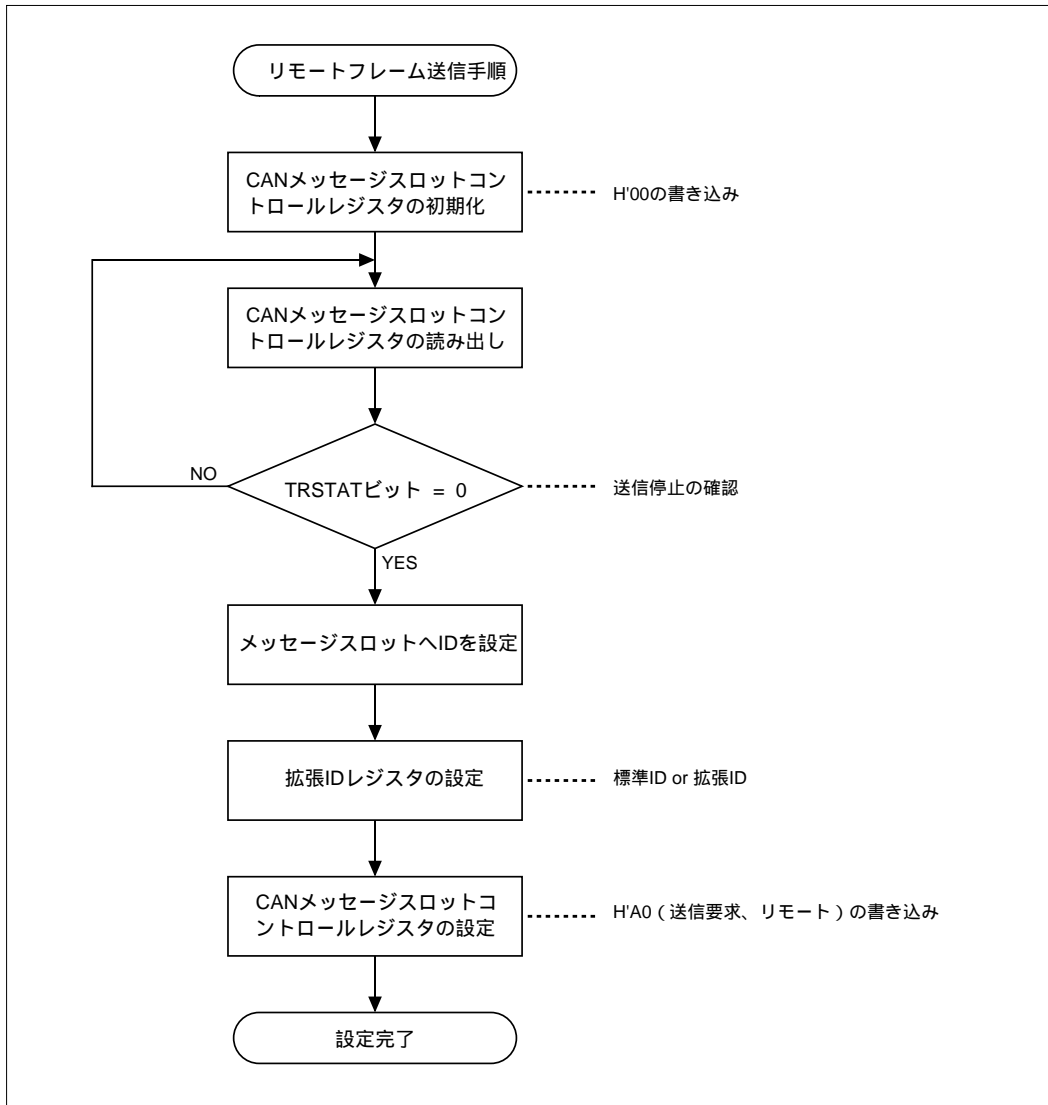 リモートフレーム送信手順
CANメッセージスロットコン
トロールレジスタの初期化
H'00の書き込み
CANメッセージスロットコン
トロールレジスタの読み出し
NO
TRSTATビット = 0
送信停止の確認
YES
メッセージスロットへIDを設定
拡張IDレジスタの設定
標準ID or 拡張ID
CANメッセージスロットコ
ントロールレジスタの設定
H'A0（送信要求、リモート）の書き込み
設定完了